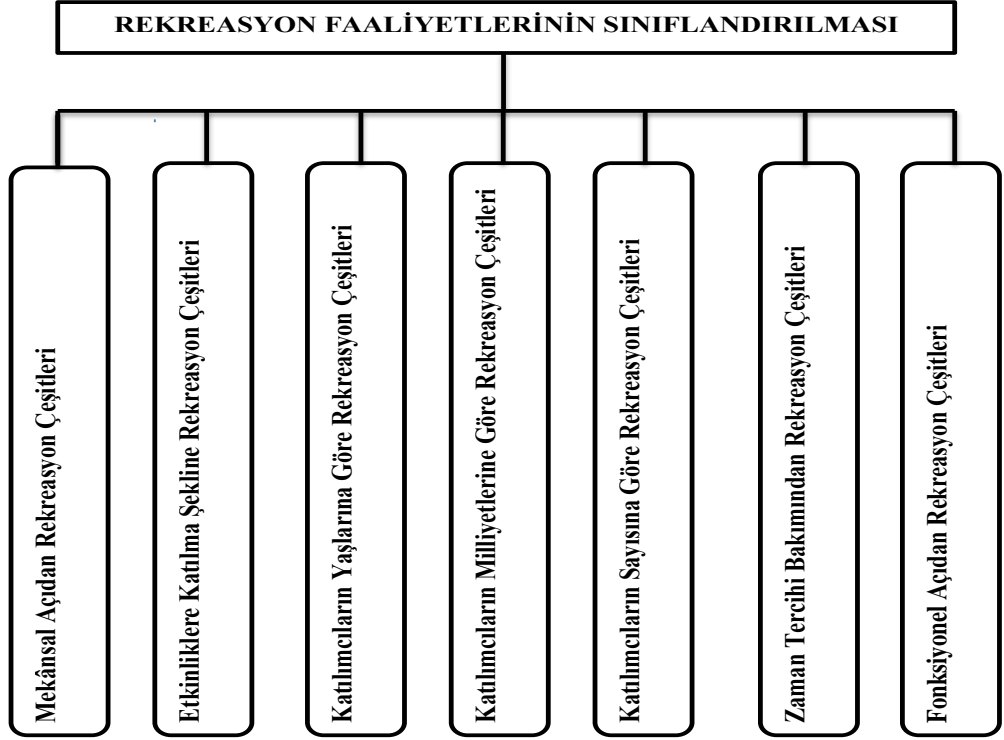 REKREASYON FAALİYETLERİNİN SINIFLANDIRILMASI
Mekânsal Açıdan Rekreasyon Çeşitleri
Etkinliklere Katılma Şekline Rekreasyon Çeşitleri
Katılımcıların Yaşlarına Göre Rekreasyon Çeşitleri
Katılımcıların Milliyetlerine Göre Rekreasyon Çeşitleri
Katılımcıların Sayısına Göre Rekreasyon Çeşitleri
Zaman Tercihi Bakımından Rekreasyon Çeşitleri
Fonksiyonel Açıdan Rekreasyon Çeşitleri